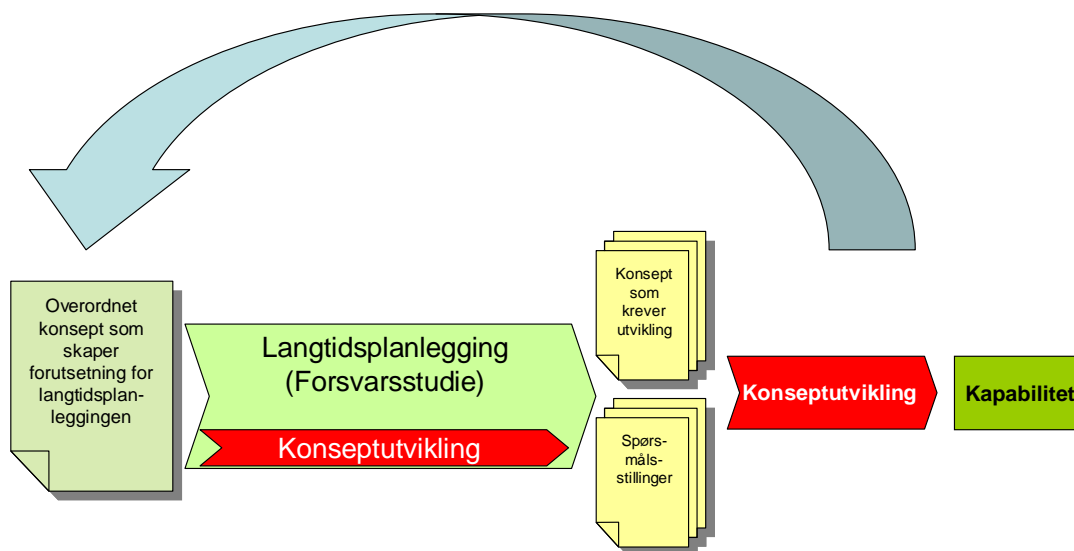 Overordnet
konsept som
skaper
forutsetning for
langtidsplan-
leggingen
Langtidsplanlegging
(Forsvarsstudie)
Konseptutvikling
Konsept
som
krever
utvikling
Spørs-
måls-
stillinger
Konseptutvikling
Kapabilitet